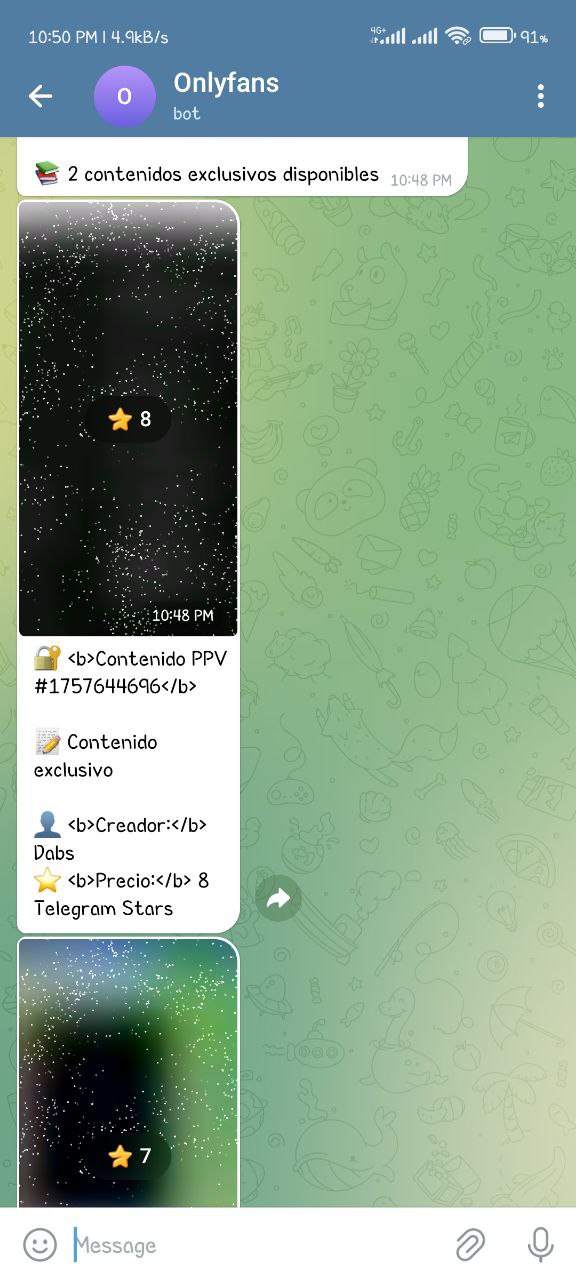 10:50 PM | 4.9kB/s
4G+
91%
O
Onlyfans
bot
2 contenidos exclusivos disponibles
10:48 PM
8
10:48 PM
<b>Contenido PPV
#1757644696</b>
Contenido
exclusivo
<b>Creador:</b>
Dabs
<b>Precio:</b> 8
Telegram Stars
7
Message